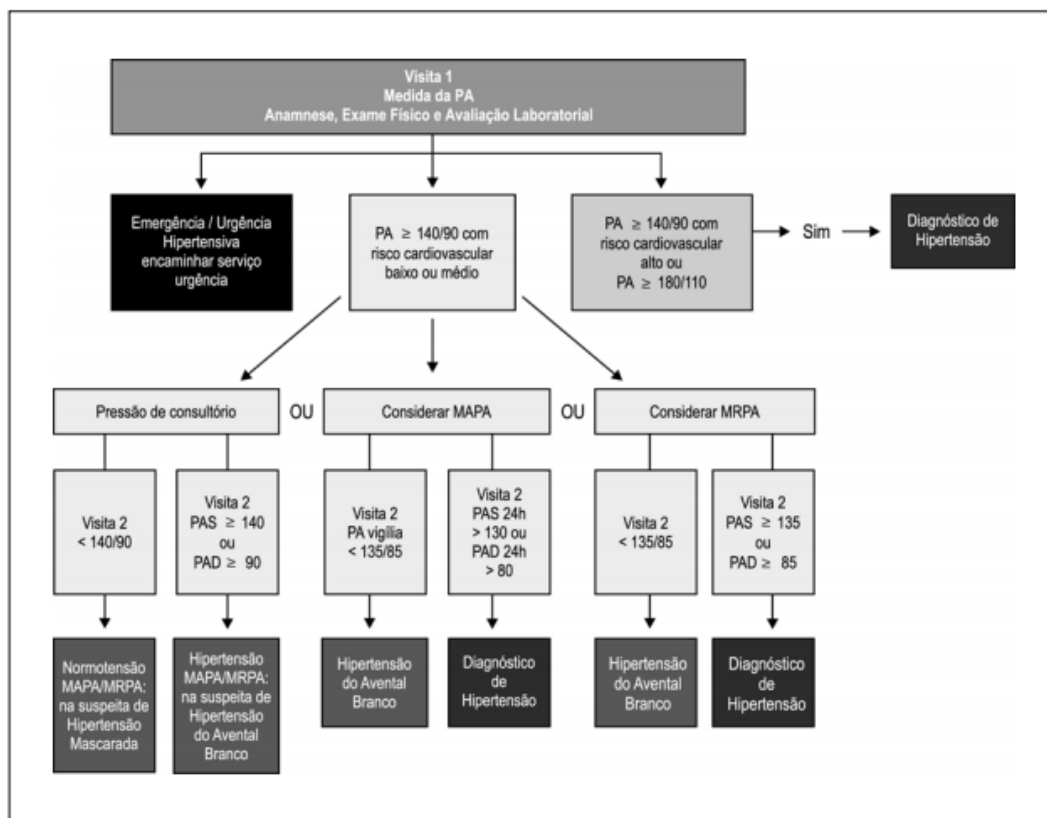 Visita 1
Medida da PA
Anamnese, Exame Físico e Avaliação Laboratorial
Emergência / Urgência
Hipertensiva
encaminhar serviço
urgência
PA ≥ 140/90 com
risco cardiovascular
baixo ou médio
PA ≥ 140/90 com
risco cardiovascular
alto ou
PA ≥ 180/110
Sim
Diagnóstico de
Hipertensão
Pressão de consultório
OU
Considerar MAPA
OU
Considerar MRPA
Visita 2
< 140/90
Visita 2
PAS ≥ 140
ou
PAD ≥ 90
Visita 2
PA vigília
< 135/85
Visita 2
PAS 24h
> 130 ou
PAD 24h
> 80
Visita 2
< 135/85
Visita 2
PAS ≥ 135
ou
PAD ≥ 85
Normotensão
MAPA/MRPA:
na suspeita de
Hipertensão
Mascarada
Hipertensão
MAPA/MRPA:
na suspeita de
Hipertensão
do Avental
Branco
Hipertensão
do Avental
Branco
Diagnóstico
de
Hipertensão
Hipertensão
do Avental
Branco
Diagnóstico
de
Hipertensão